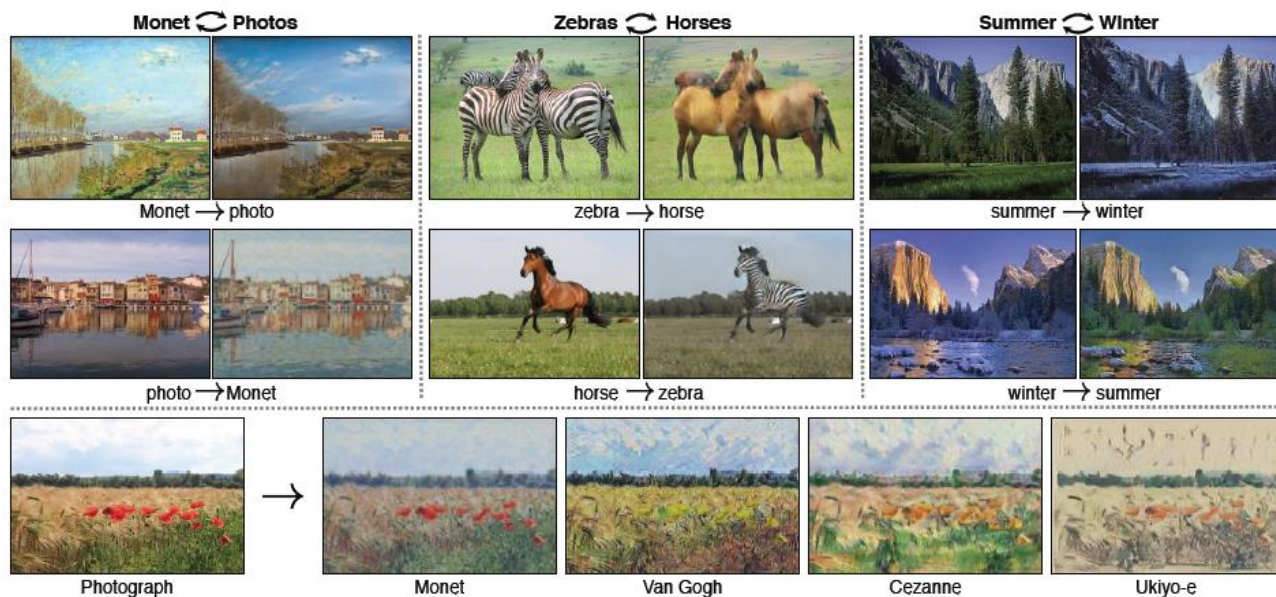 Monet ⟲ Photos
Zebras ⟲ Horses
Summer ⟲ Winter
Monet → photo
zebra → horse
summer → winter
photo → Monet
horse → zebra
winter → summer
Photograph
→
Monet
Van Gogh
Cezanne
Ukiyo-e